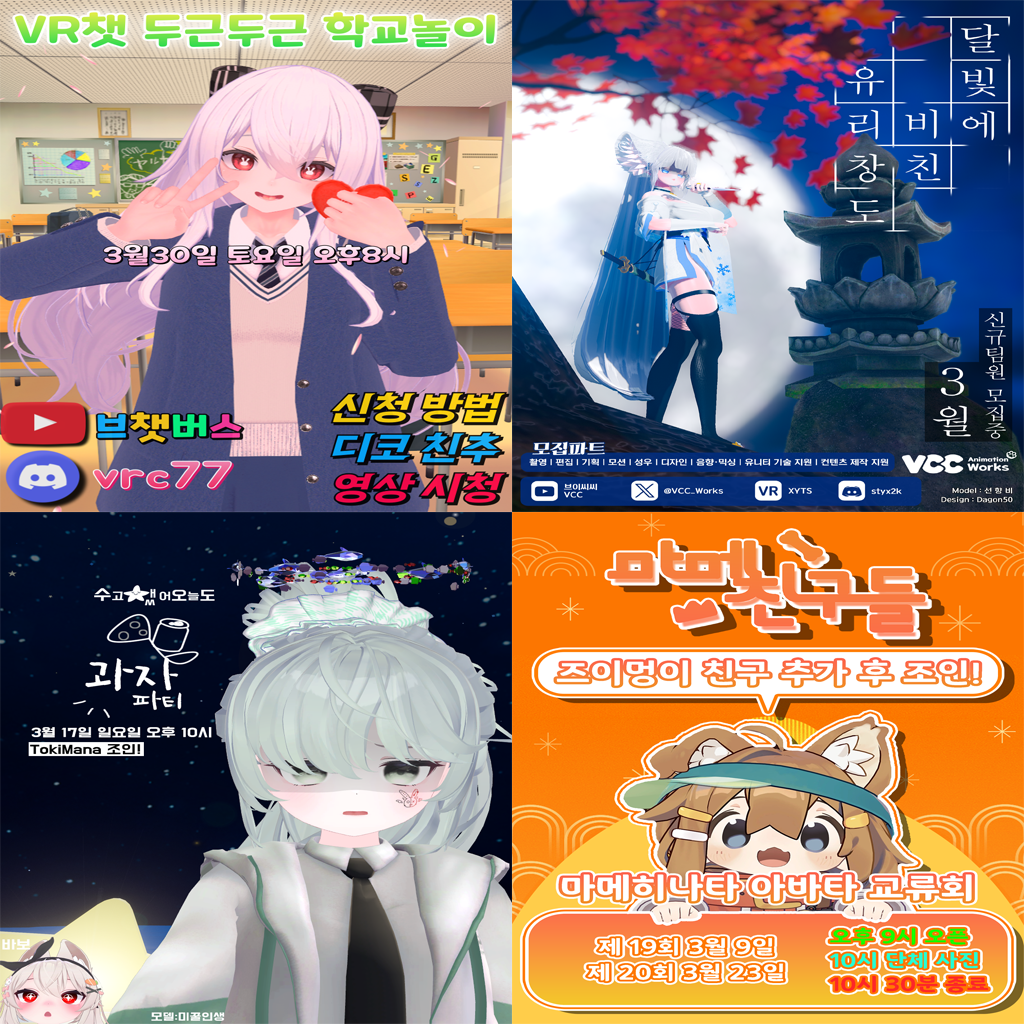 VR챗 두근두근 학교놀이
3월30일 토요일 오후8시
브챗버스
vrc77
신청 방법
디코 친추
영상 시청
달빛에
비친
유리창도
신규팀원 모집중
3월
모집파트
촬영 | 편집 | 기획 | 모션 | 성우 | 디자인 | 음향·믹싱 | 유니티 기술 지원 | 컨텐츠 제작 지원
VCC Animation Works
브이씨씨
VCC
@VCC_Works
VR
XYTS
styx2k
Model : 선향비
Design : Dagon50
수고했어오늘도
과자
파티
3월 17일 일요일 오후 10시
TokiMana 조인!
바보
모델:미꼴인생
마메친구들
즈이멍이 친구 추가 후 조인!
마메히나타 아바타 교류회
제 19회 3월 9일
제 20회 3월 23일
오후 9시 오픈
10시 단체 사진
10시 30분 종료